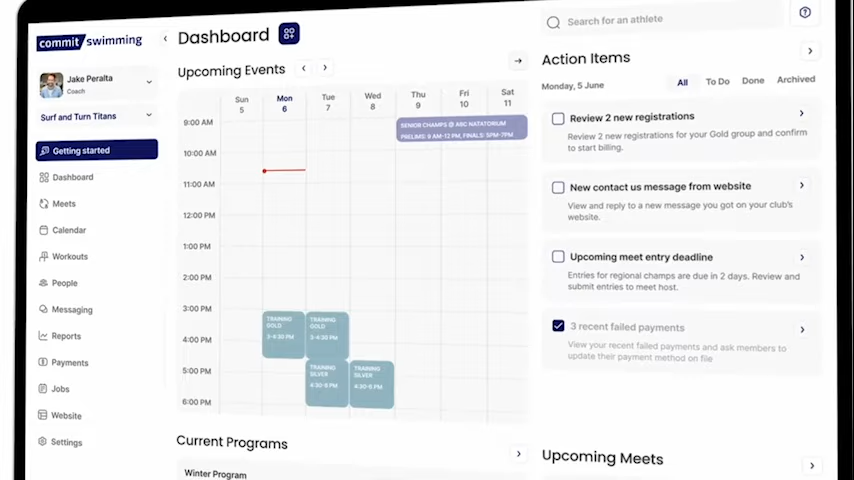 commit swimming
Jake Peralta
Coach
Surf and Turn Titans
Getting started
Dashboard
Meets
Calendar
Workouts
People
Messaging
Reports
Payments
Jobs
Website
Settings
Dashboard
Upcoming Events
Sun
5
Mon
6
Tue
7
Wed
8
Thu
9
Fri
10
Sat
11
9:00 AM
10:00 AM
11:00 AM
12:00 PM
1:00 PM
2:00 PM
3:00 PM
4:00 PM
5:00 PM
6:00 PM
SENIOR CHAMPS @ ABC NATATORIUM
PRELIMS: 9 AM-12 PM, FINALS: 5PM-7PM
TRAINING
GOLD
3-4:30 PM
TRAINING
GOLD
3-4:30 PM
TRAINING
SILVER
4:30-6 PM
TRAINING
SILVER
4:30-6 PM
Current Programs
Winter Program
Search for an athlete
Action Items
Monday, 5 June
All
To Do
Done
Archived
Review 2 new registrations
Review 2 new registrations for your Gold group and confirm
to start billing.
New contact us message from website
View and reply to a new message you got on your club's
website.
Upcoming meet entry deadline
Entries for regional champs are due in 2 days. Review and
submit entries to meet host.
3 recent failed payments
View your recent failed payments and ask members to
update their payment method on file
Upcoming Meets